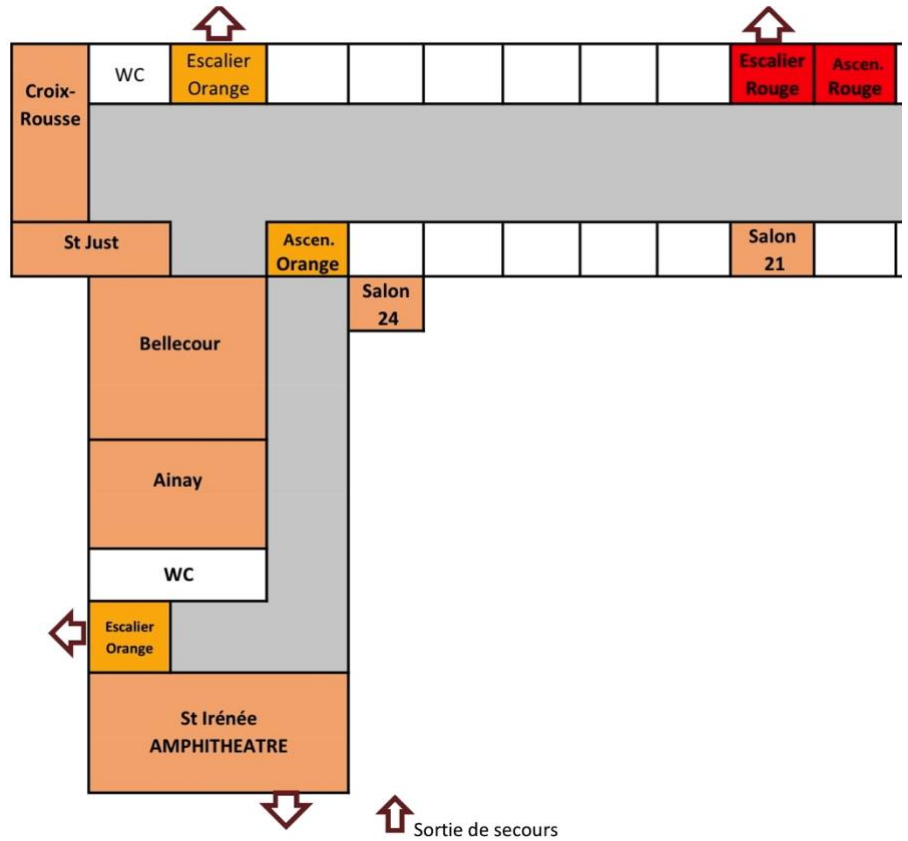 Croix-
Rousse
WC
Escalier
Orange
Escalier
Rouge
Ascen.
Rouge
St Just
Ascen.
Orange
Salon
21
Salon
24
Bellecour
Ainay
WC
Escalier
Orange
St Irénée
AMPHITHEATRE
Sortie de secours